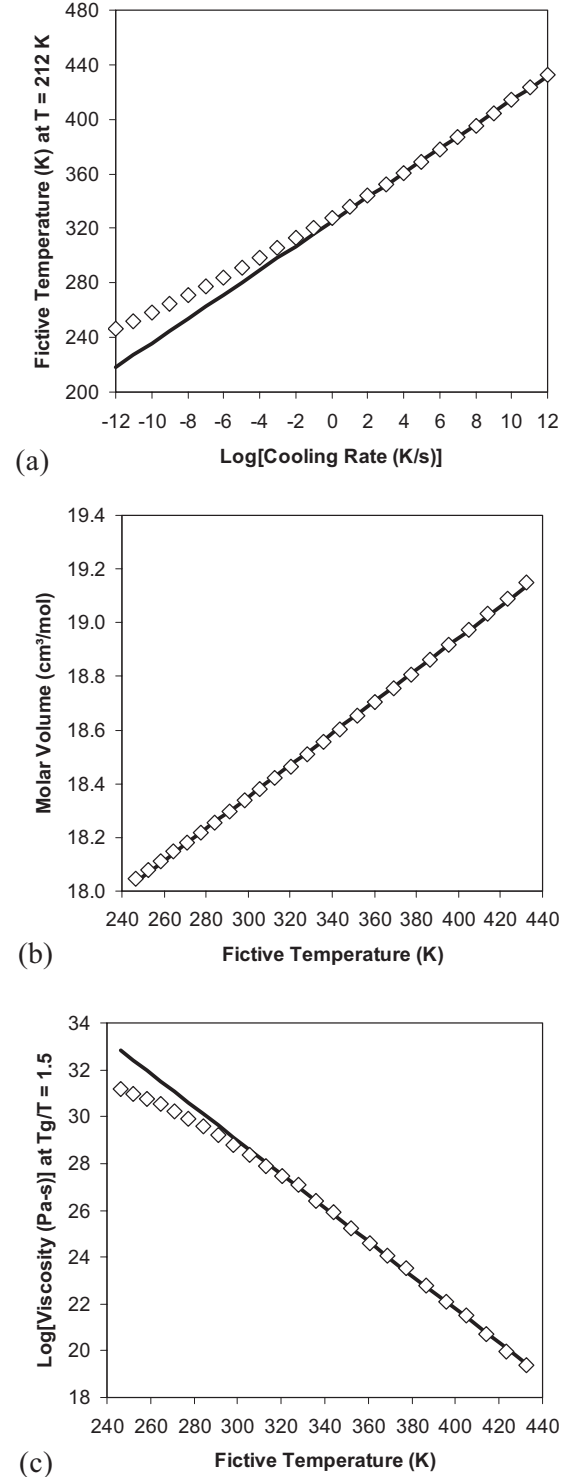 480
440
400
360
320
280
240
200
Fictive Temperature (K) at T = 212 K
-12 -10 -8 -6 -4 -2 0 2 4 6 8 10 12
Log[Cooling Rate (K/s)]
(a)
19.4
19.2
19.0
18.8
18.6
18.4
18.2
18.0
Molar Volume (cm³/mol)
240 260 280 300 320 340 360 380 400 420 440
Fictive Temperature (K)
(b)
34
32
30
28
26
24
22
20
18
Log[Viscosity (Pa-s)] at Tg/T = 1.5
240 260 280 300 320 340 360 380 400 420 440
Fictive Temperature (K)
(c)